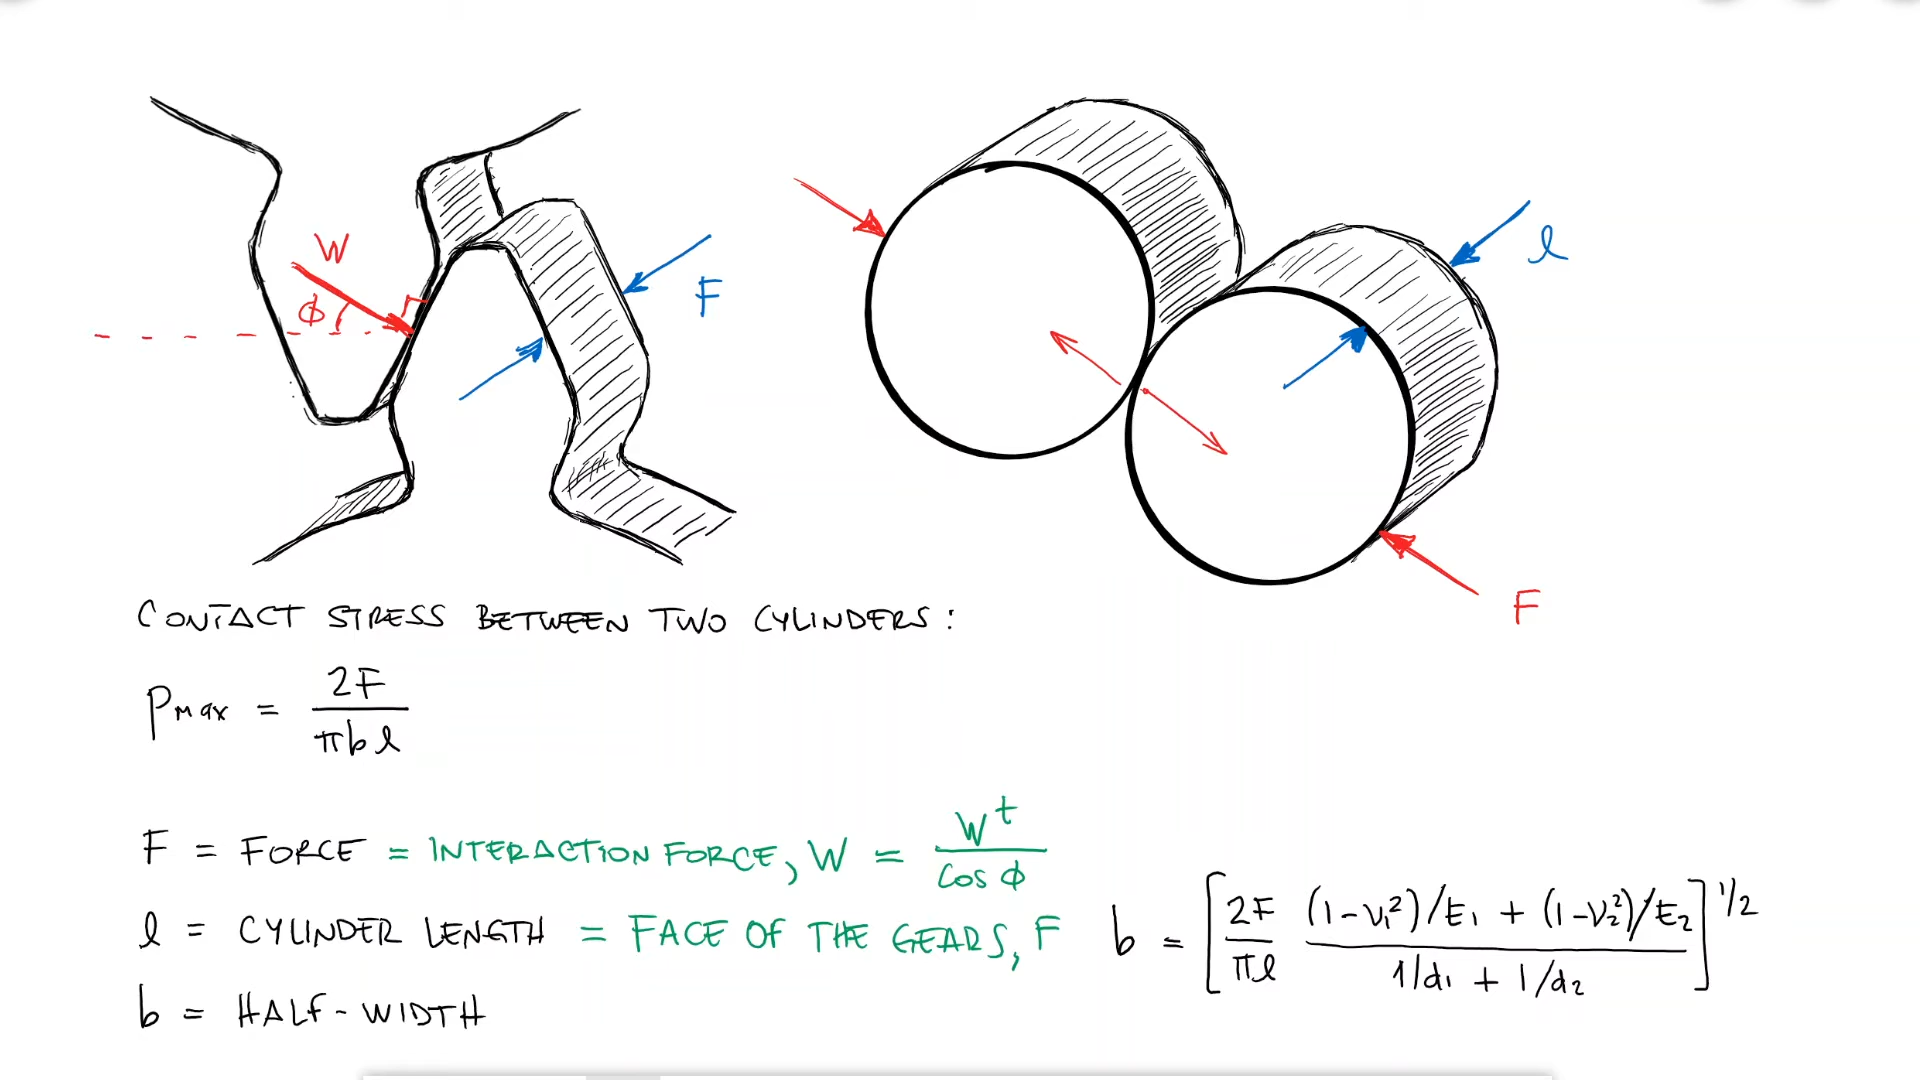 W
ϕ
F
l
F
CONTACT STRESS BETWEEN TWO CYLINDERS:
Pmax = 2F / πbl
F = FORCE = INTERACTION FORCE, W = W^t / cos ϕ
l = CYLINDER LENGTH = FACE OF THE GEARS, F
b = HALF-WIDTH
b = [2F / πl (1-ν₁²)/E₁ + (1-ν₂²)/E₂ / 1/d₁ + 1/d₂]^1/2